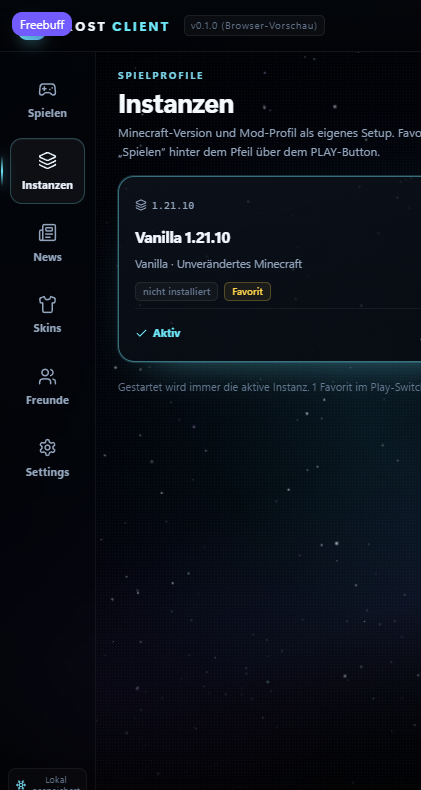 Freebuff
OST CLIENT
v0.1.0 (Browser-Vorschau)
Spielen
Instanzen
News
Skins
Freunde
Settings
Lokal
SPIELPROFILE
Instanzen
Minecraft-Version und Mod-Profil als eigenes Setup. Favo
„Spielen" hinter dem Pfeil über dem PLAY-Button.
1.21.10
Vanilla 1.21.10
Vanilla · Unverändertes Minecraft
nicht installiert
Favorit
Aktiv
Gestartet wird immer die aktive Instanz. 1 Favorit im Play-Switc